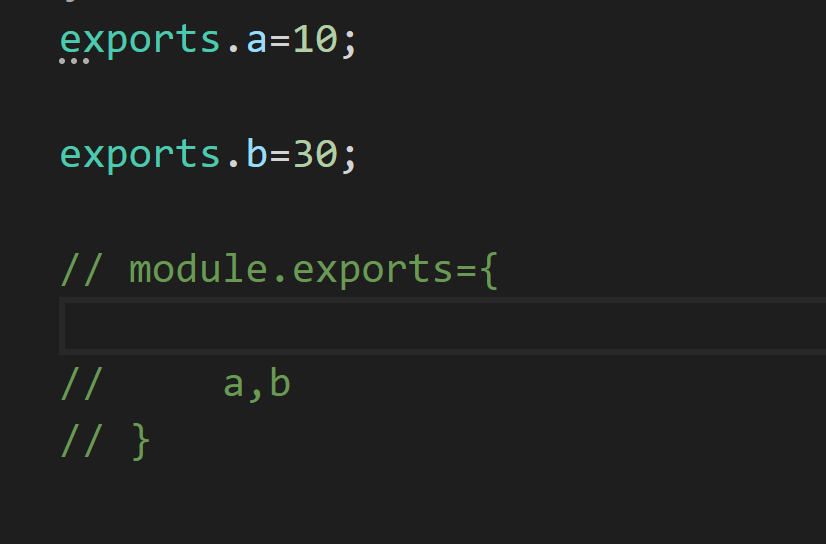 exports.a=10;
exports.b=30;
// module.exports={
//     a,b
// }